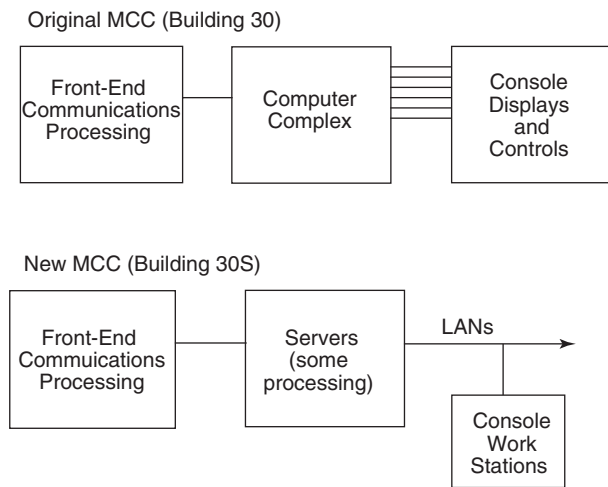 Original MCC (Building 30)
Front-End
Communications
Processing
Computer
Complex
Console
Displays
and
Controls
New MCC (Building 30S)
Front-End
Commuications
Processing
Servers
(some
processing)
LANs
Console
Work
Stations